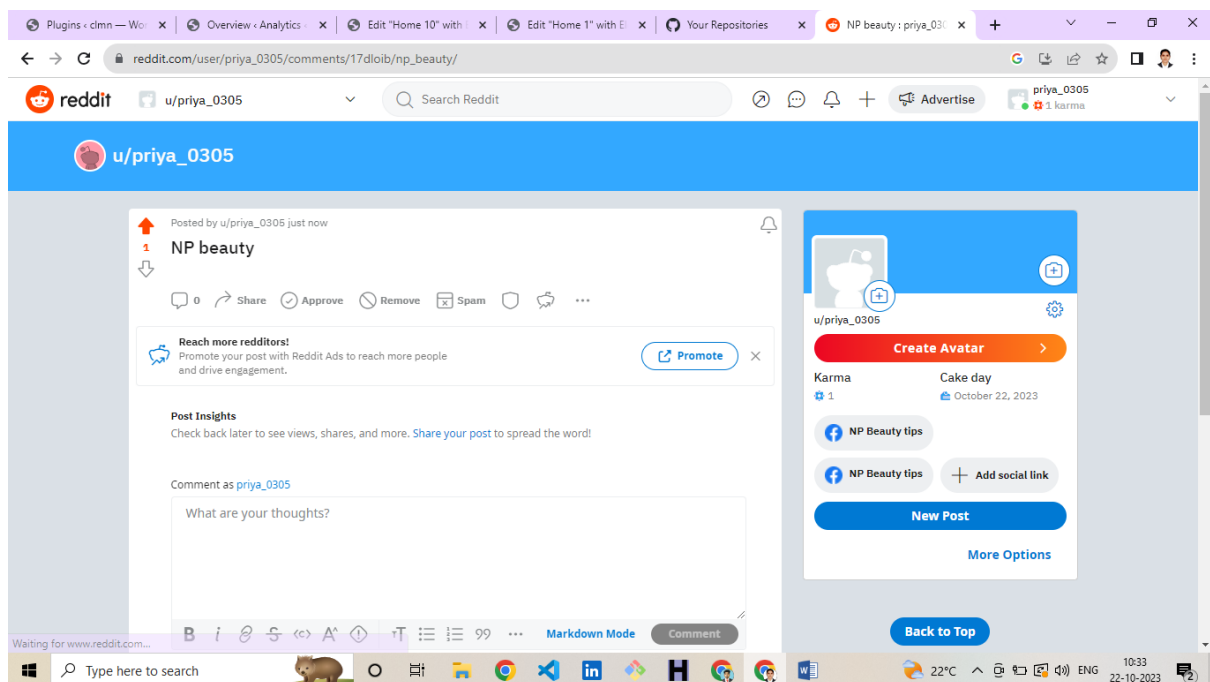 Plugins ‹ clmn — Wor
Overview ‹ Analytics ‹
Edit "Home 10" with
Edit "Home 1" with El
Your Repositories
NP beauty : priya_030
reddit.com/user/priya_0305/comments/17dloib/np_beauty/
reddit
u/priya_0305
Search Reddit
Advertise
priya_0305
1 karma
u/priya_0305
Posted by u/priya_0305 just now
1
NP beauty
0 Share Approve Remove Spam
Reach more redditors!
Promote your post with Reddit Ads to reach more people
and drive engagement.
Promote
Post Insights
Check back later to see views, shares, and more. Share your post to spread the word!
Comment as priya_0305
What are your thoughts?
B i S <c> A^ TT 99 ... Markdown Mode Comment
u/priya_0305
Create Avatar
Karma Cake day
1 October 22, 2023
NP Beauty tips
NP Beauty tips Add social link
New Post
More Options
Back to Top
Waiting for www.reddit.com...
Type here to search
22°C ENG 10:33
22-10-2023
2